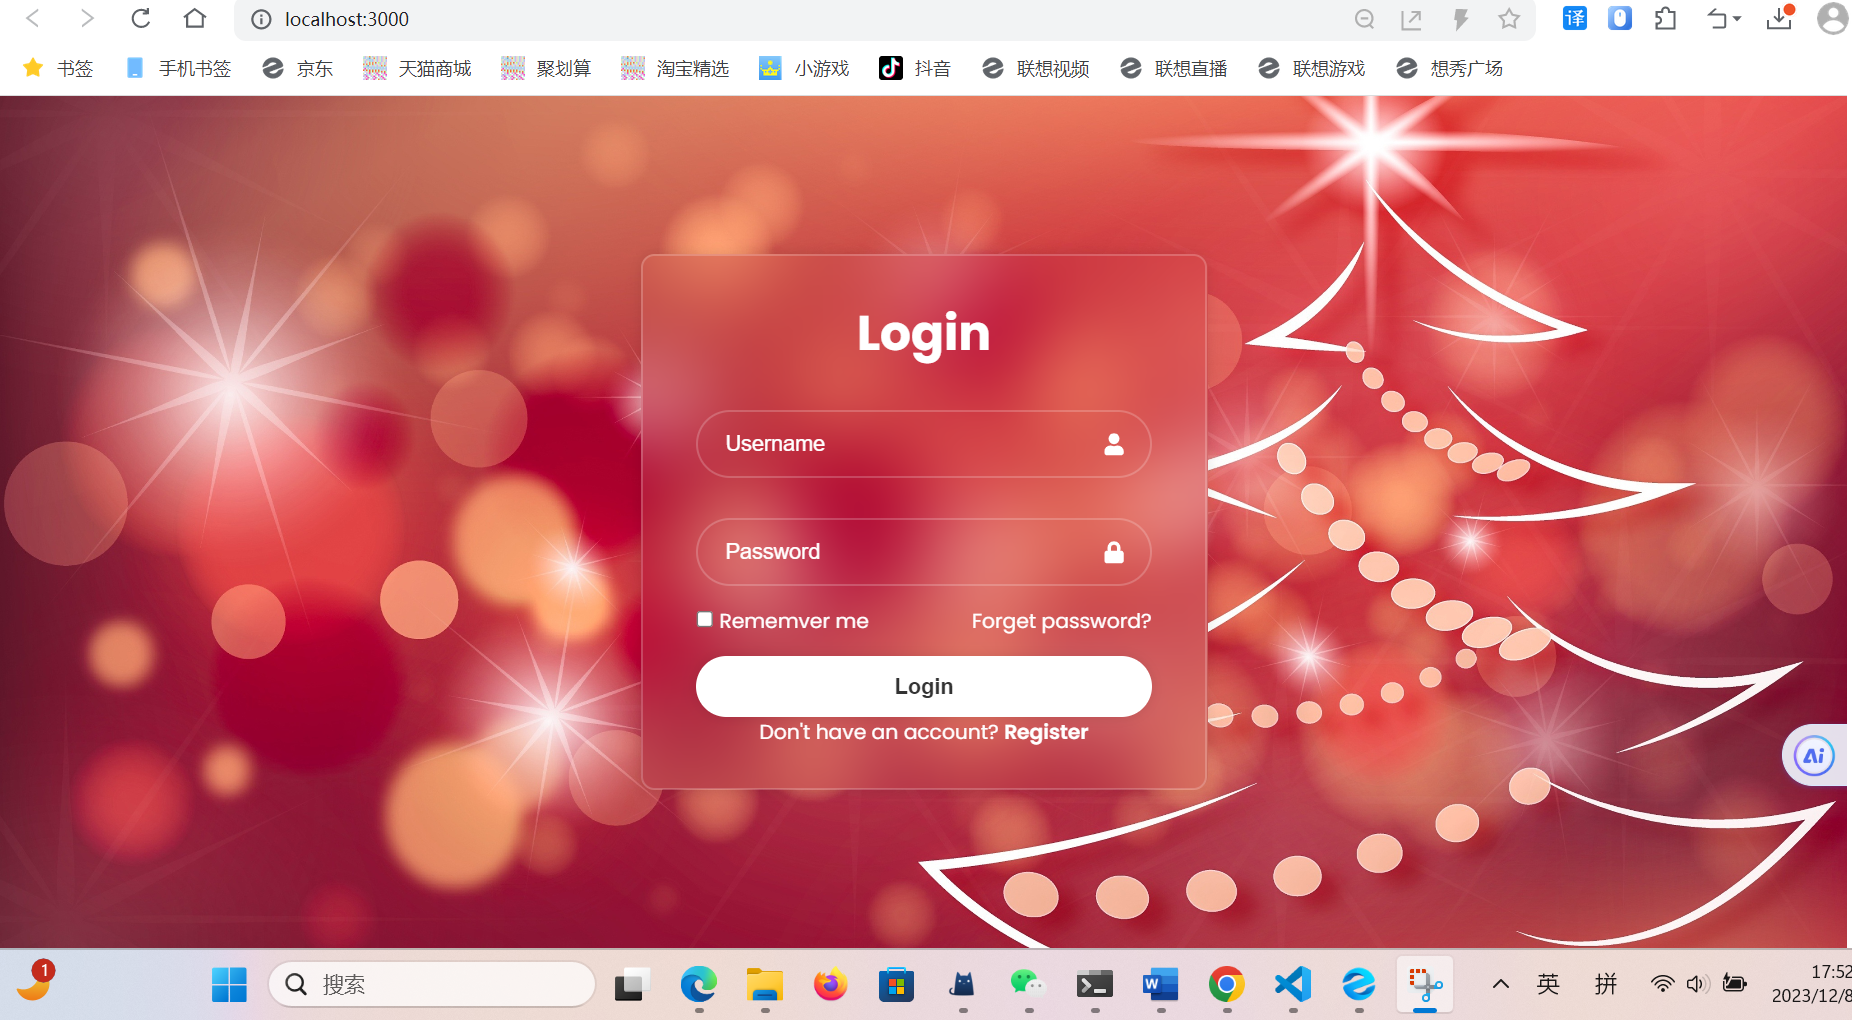 localhost:3000
译
书签
手机书签
京东
天猫商城
聚划算
淘宝精选
小游戏
抖音
联想视频
联想直播
联想游戏
想秀广场
Login
Username
Password
Rememver me
Forget password?
Login
Don't have an account? Register
Ai
1
搜索
W
英
拼
17:52
2023/12/8